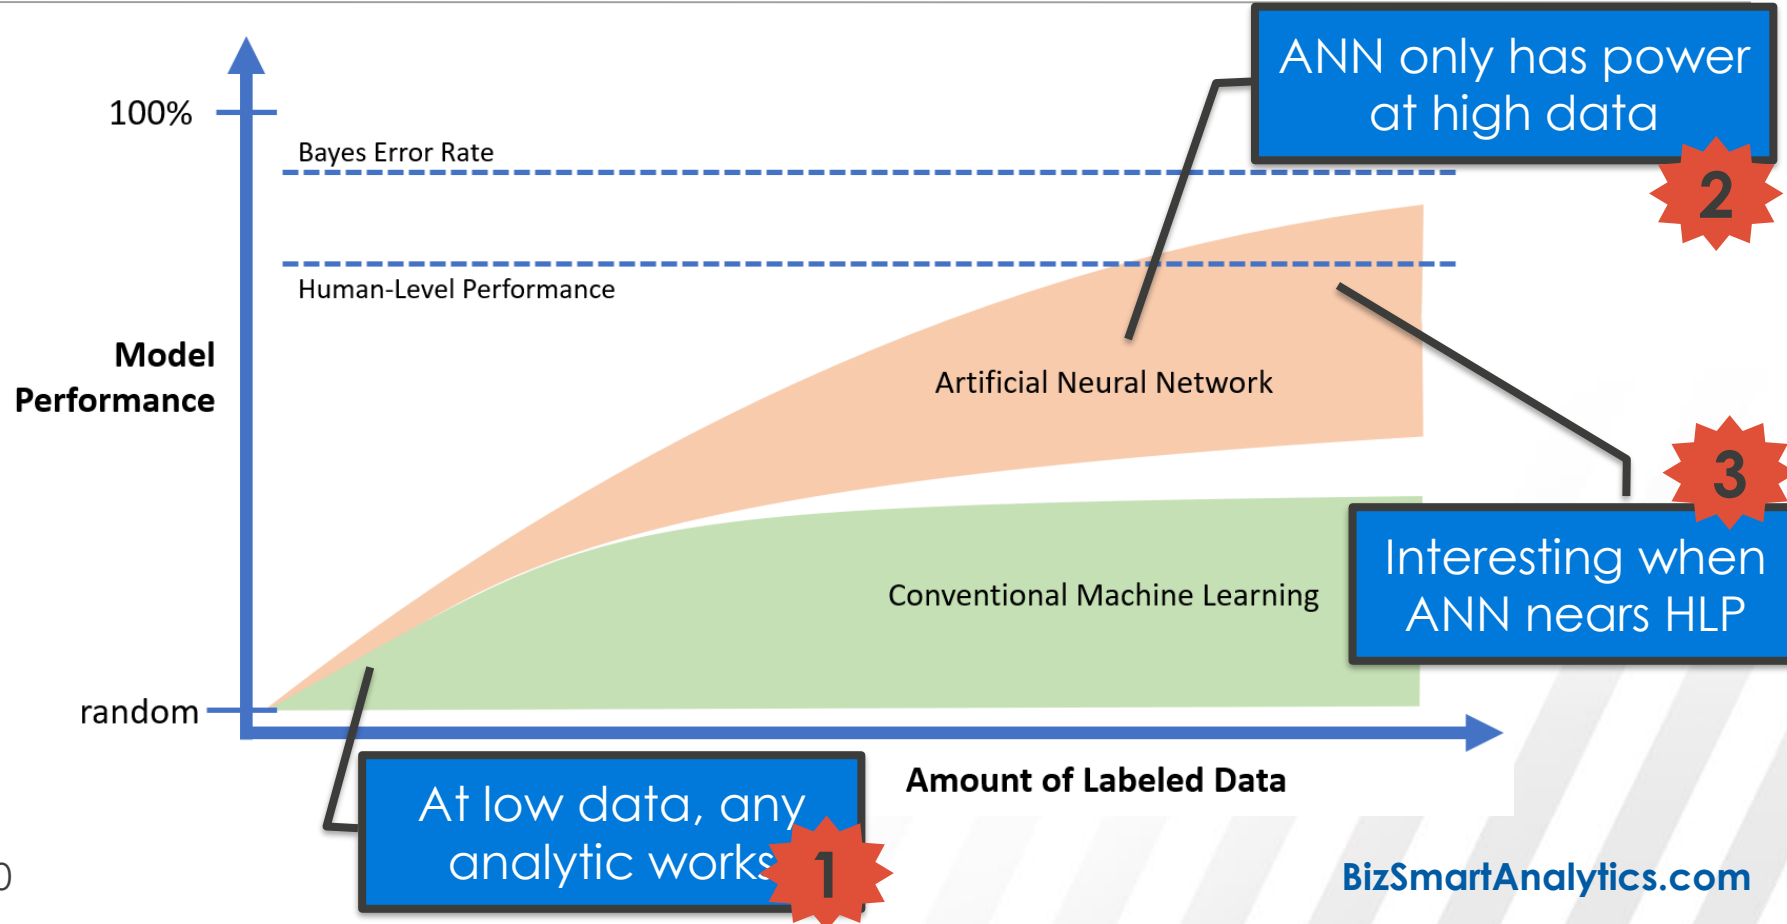 ANN only has power
at high data
2
100%
Bayes Error Rate
Human-Level Performance
Model
Performance
Artificial Neural Network
3
Interesting when
ANN nears HLP
Conventional Machine Learning
random
Amount of Labeled Data
At low data, any
analytic works
1
0
BizSmartAnalytics.com